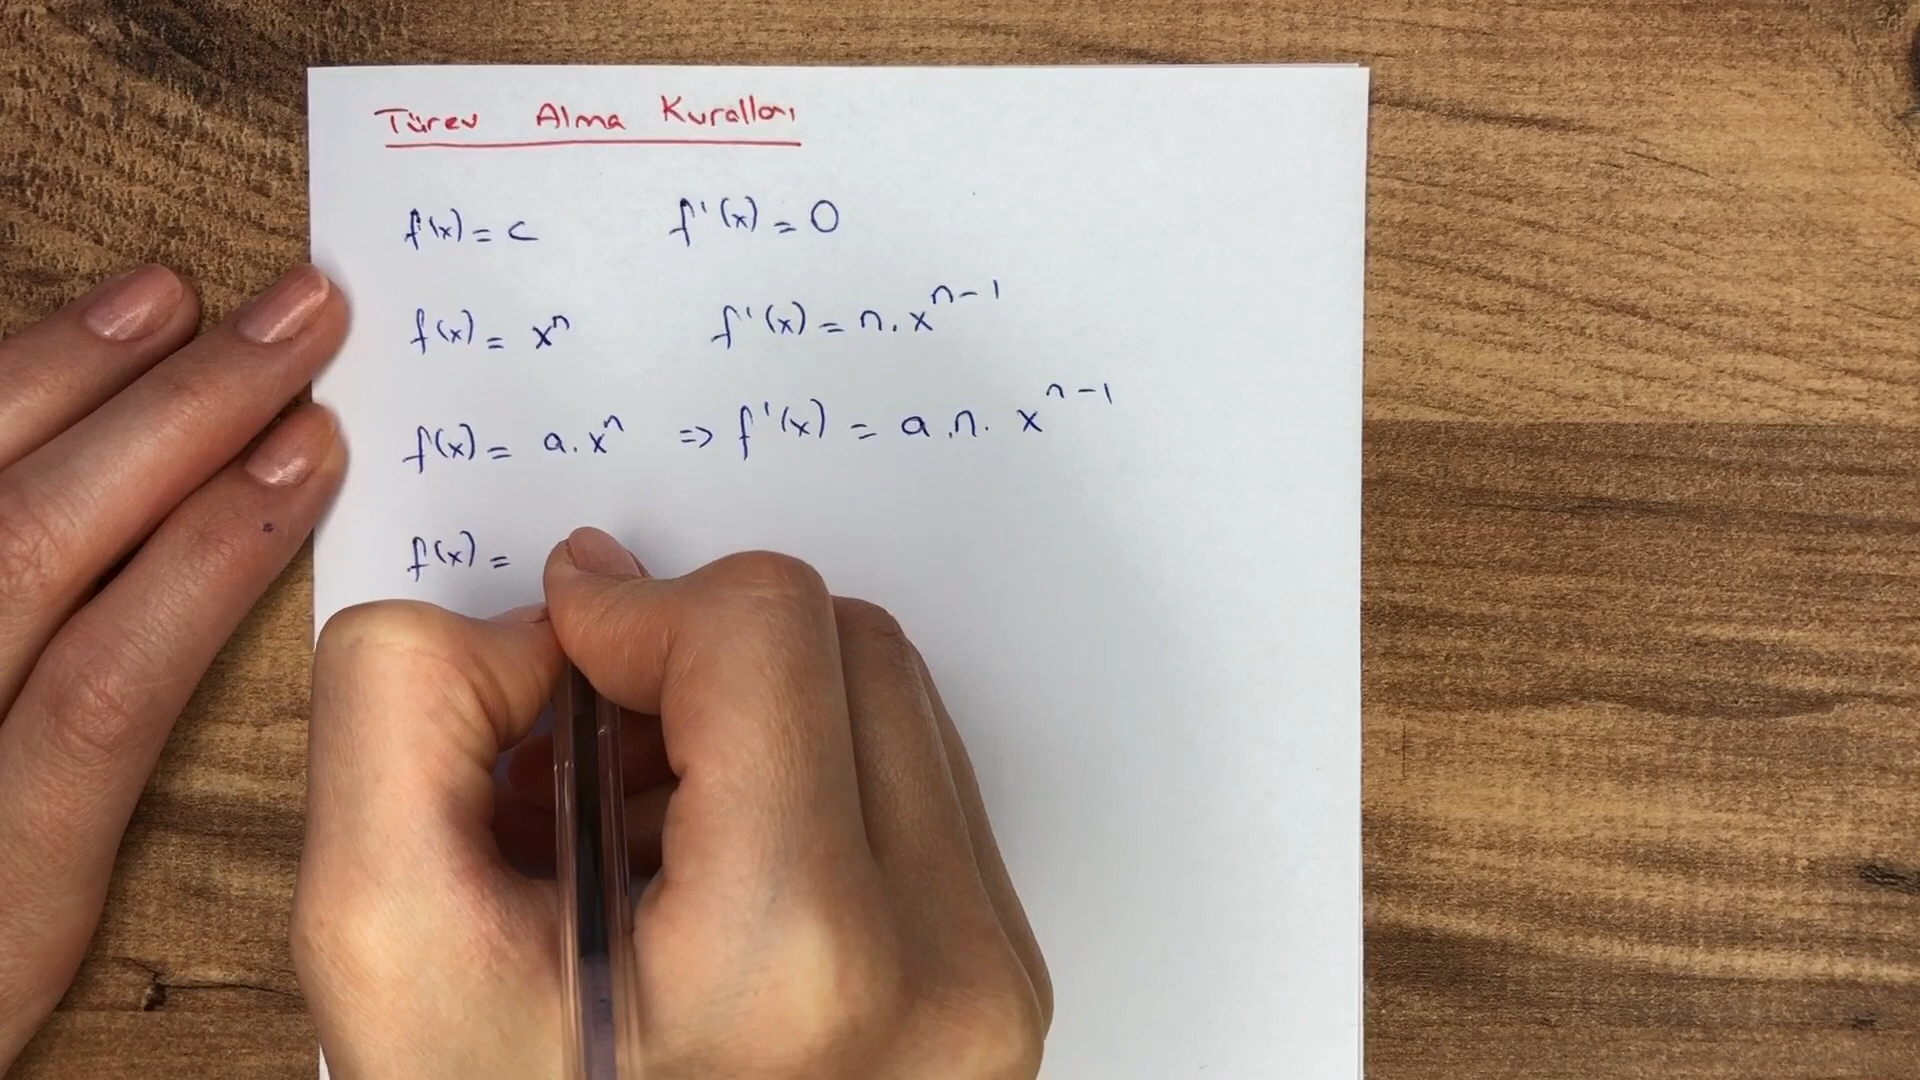 Türev Alma Kuralları
f(x) = c f'(x) = 0
f(x) = xⁿ f'(x) = n. xⁿ⁻¹
f(x) = a. xⁿ ⇒ f'(x) = a .n. xⁿ⁻¹
f(x) =